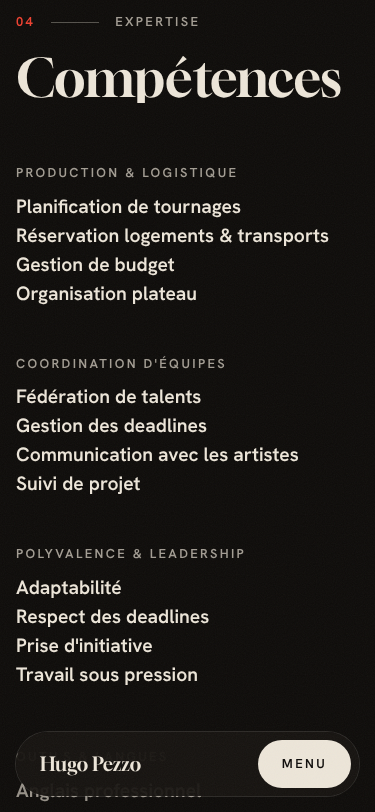 04 EXPERTISE
Compétences
PRODUCTION & LOGISTIQUE
Planification de tournages
Réservation logements & transports
Gestion de budget
Organisation plateau
COORDINATION D'ÉQUIPES
Fédération de talents
Gestion des deadlines
Communication avec les artistes
Suivi de projet
POLYVALENCE & LEADERSHIP
Adaptabilité
Respect des deadlines
Prise d'initiative
Travail sous pression
Hugo Pezzo
MENU
Anglais professionnel